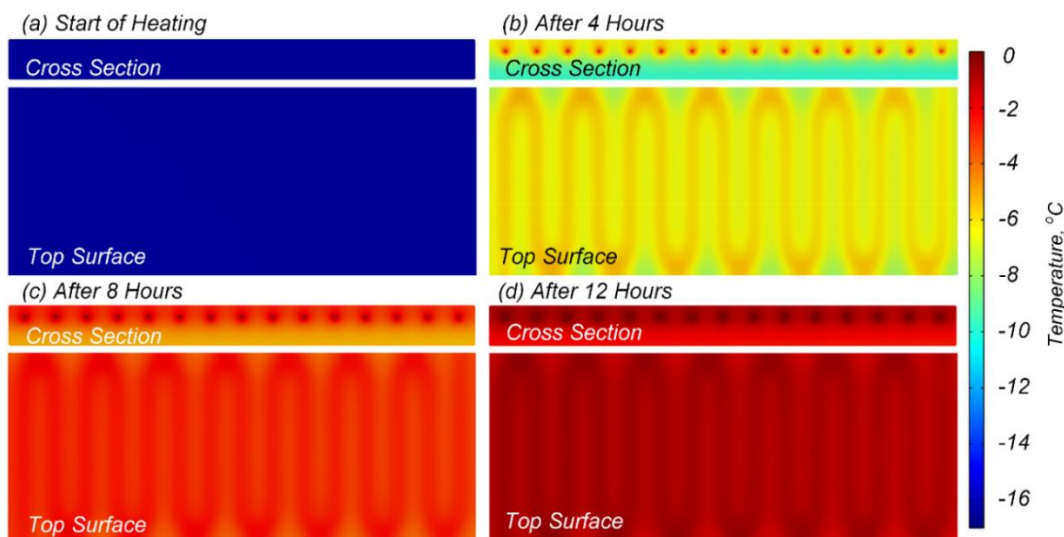 (a) Start of Heating
Cross Section
Top Surface
(b) After 4 Hours
Cross Section
Top Surface
(c) After 8 Hours
Cross Section
Top Surface
(d) After 12 Hours
Cross Section
Top Surface
0
-2
-4
-6
-8
-10
-12
-14
-16
Temperature, °C